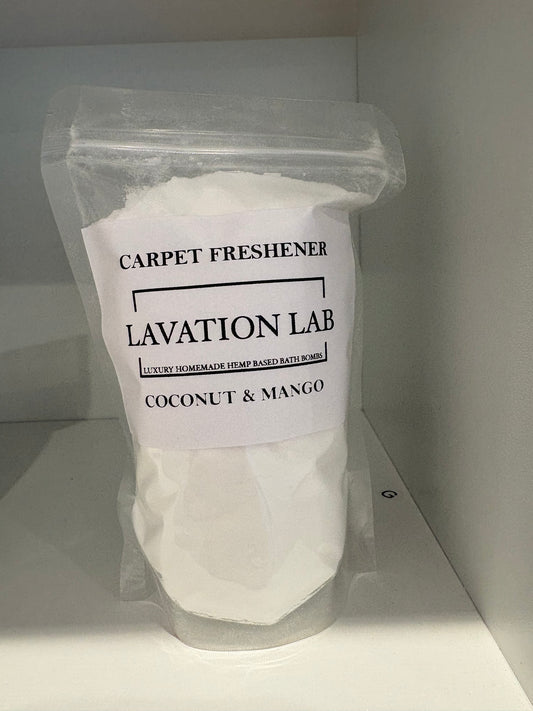 CARPET FRESHENER
LAVATION LAB
LUXURY HOMEMADE HEMP BASED BATH BOMBS
COCONUT & MANGO
G